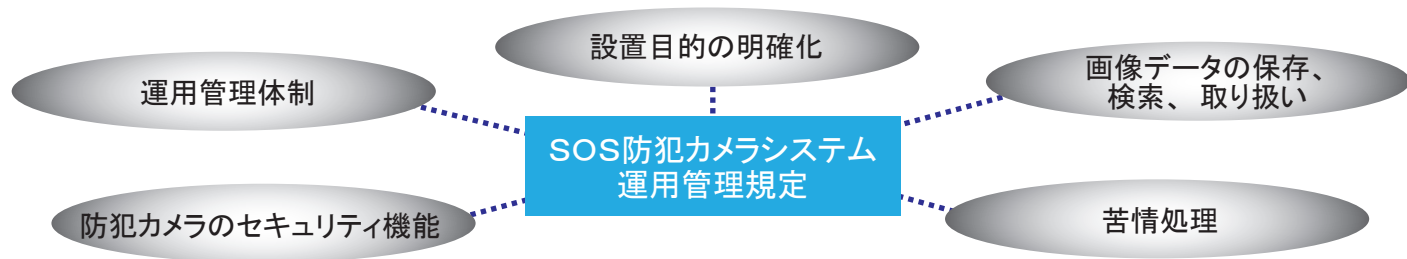 設置目的の明確化
運用管理体制
画像データの保存、
検索、取り扱い
SOS防犯カメラシステム
運用管理規定
防犯カメラのセキュリティ機能
苦情処理